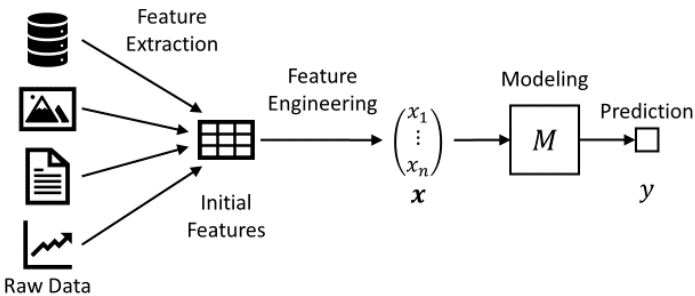 Feature
Extraction
Feature
Engineering
Modeling
Prediction
x₁
⋮
xₙ
M
x
y
Initial
Features
Raw Data